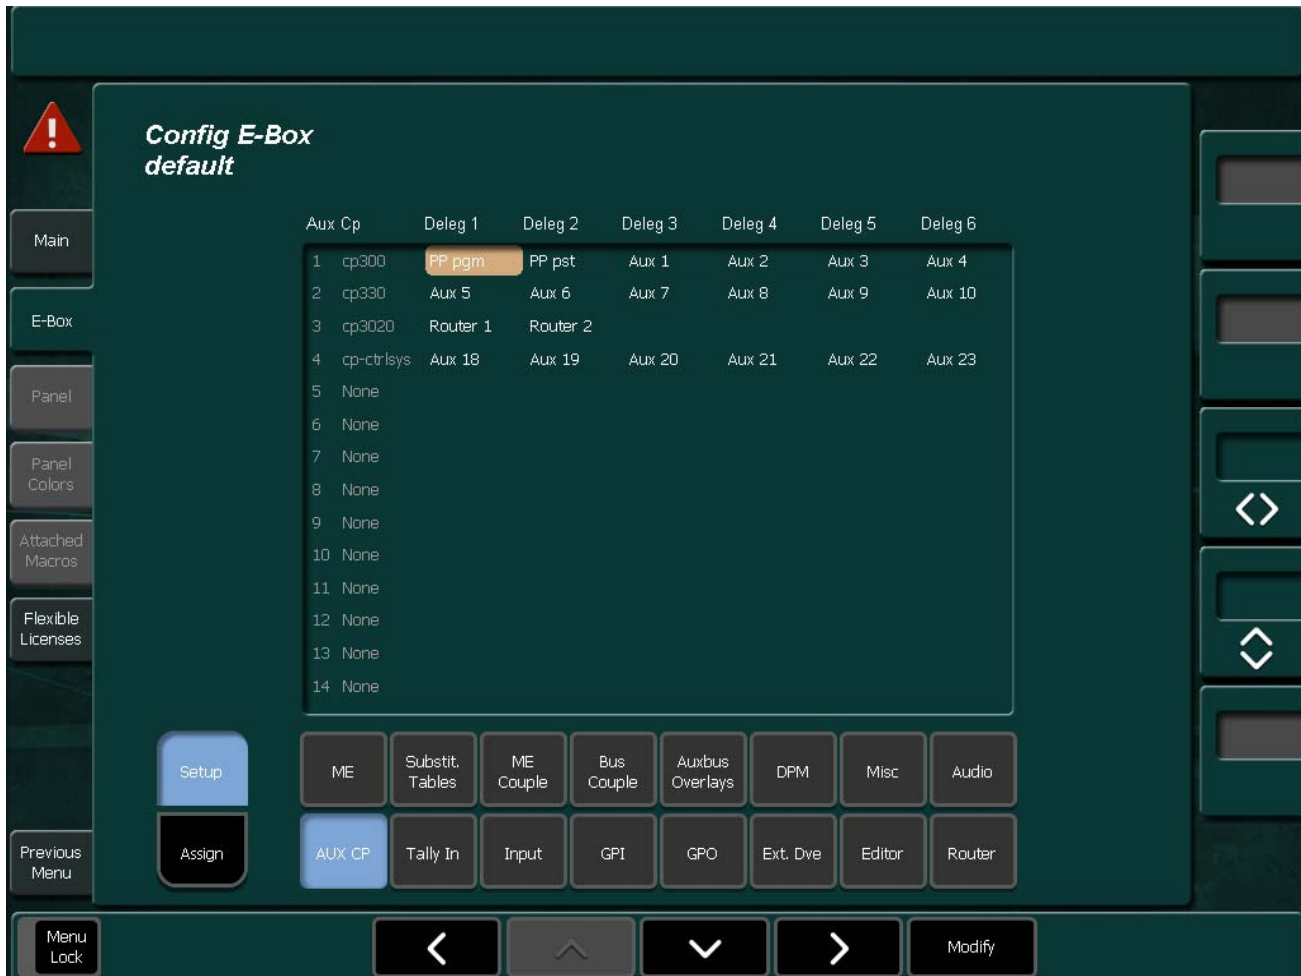 Config E-Box
default
Main
E-Box
Panel
Panel
Colors
Attached
Macros
Flexible
Licenses
Previous
Menu
Aux Cp Deleg 1 Deleg 2 Deleg 3 Deleg 4 Deleg 5 Deleg 6
1 cp300 PP pgm PP pst Aux 1 Aux 2 Aux 3 Aux 4
2 cp330 Aux 5 Aux 6 Aux 7 Aux 8 Aux 9 Aux 10
3 cp3020 Router 1 Router 2
4 cp-ctrlsys Aux 18 Aux 19 Aux 20 Aux 21 Aux 22 Aux 23
5 None
6 None
7 None
8 None
9 None
10 None
11 None
12 None
13 None
14 None
Setup
Assign
ME
Substit.
Tables
ME
Couple
Bus
Couple
Auxbus
Overlays
DPM
Misc
Audio
AUX CP
Tally In
Input
GPI
GPO
Ext. Dve
Editor
Router
Menu
Lock
Modify